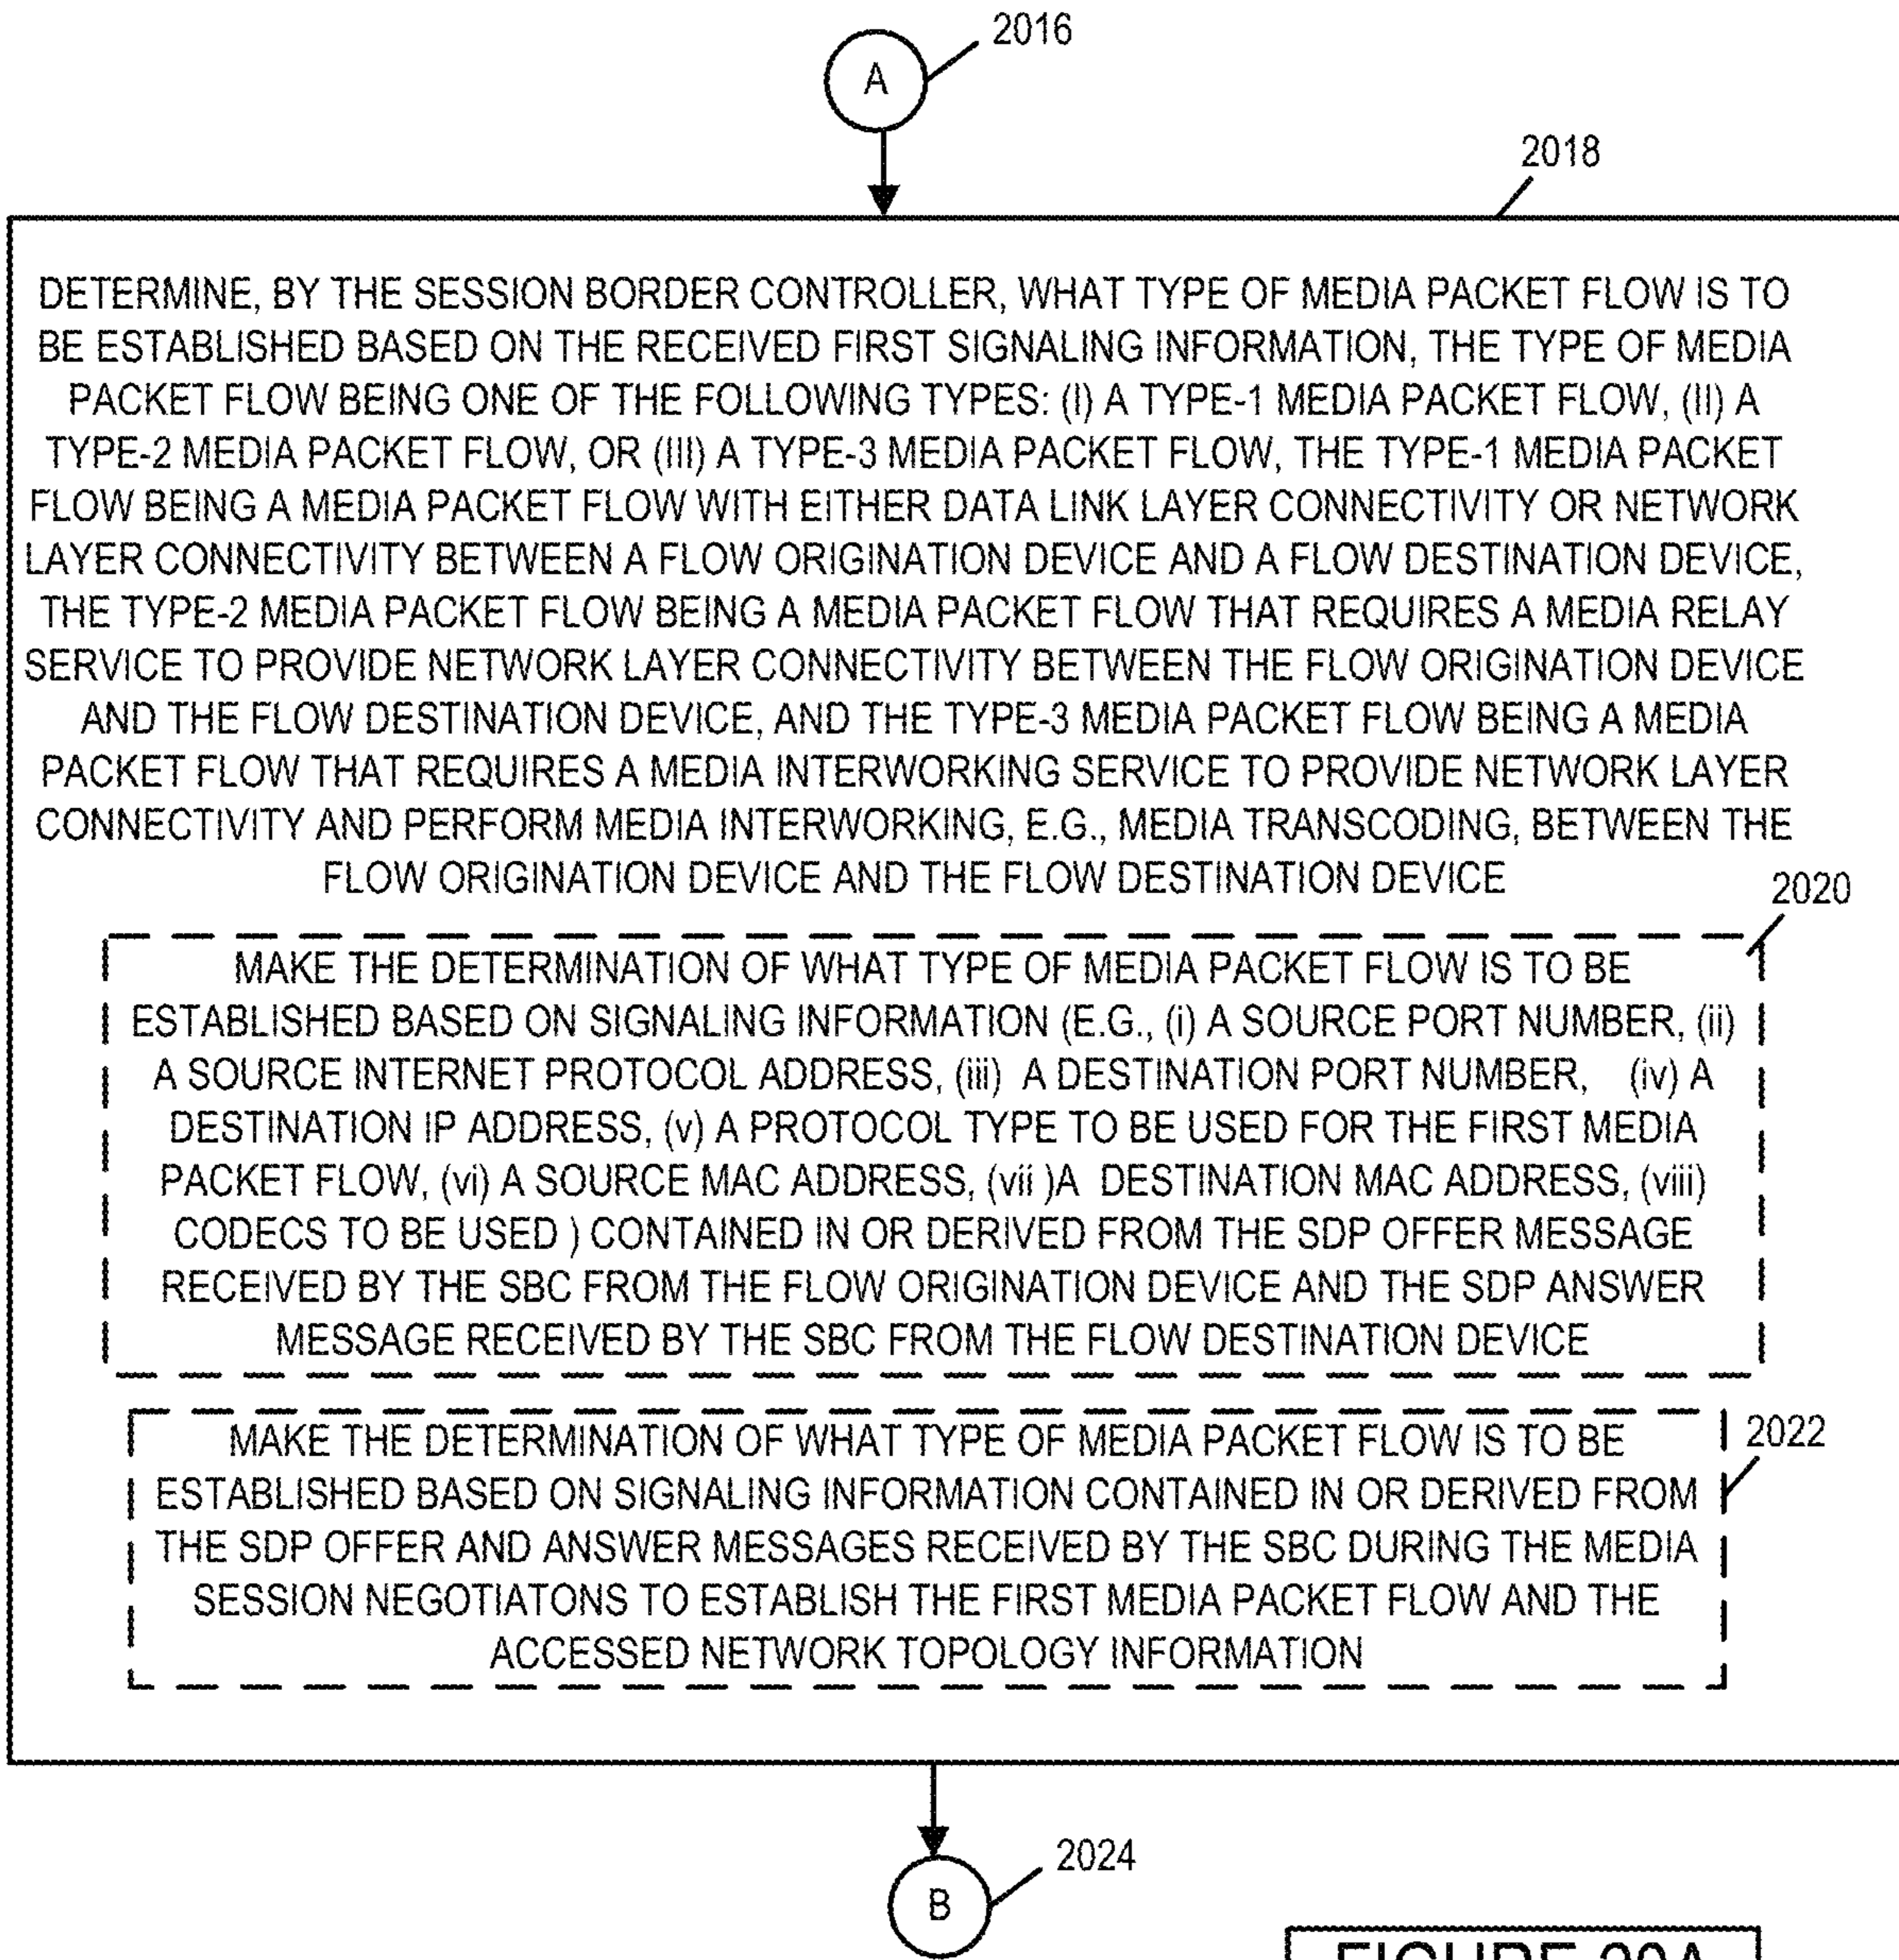 2016
A
2018
DETERMINE, BY THE SESSION BORDER CONTROLLER, WHAT TYPE OF MEDIA PACKET FLOW IS TO
BE ESTABLISHED BASED ON THE RECEIVED FIRST SIGNALING INFORMATION, THE TYPE OF MEDIA
PACKET FLOW BEING ONE OF THE FOLLOWING TYPES: (I) A TYPE-1 MEDIA PACKET FLOW, (II) A
TYPE-2 MEDIA PACKET FLOW, OR (III) A TYPE-3 MEDIA PACKET FLOW, THE TYPE-1 MEDIA PACKET
FLOW BEING A MEDIA PACKET FLOW WITH EITHER DATA LINK LAYER CONNECTIVITY OR NETWORK
LAYER CONNECTIVITY BETWEEN A FLOW ORIGINATION DEVICE AND A FLOW DESTINATION DEVICE,
THE TYPE-2 MEDIA PACKET FLOW BEING A MEDIA PACKET FLOW THAT REQUIRES A MEDIA RELAY
SERVICE TO PROVIDE NETWORK LAYER CONNECTIVITY BETWEEN THE FLOW ORIGINATION DEVICE
AND THE FLOW DESTINATION DEVICE, AND THE TYPE-3 MEDIA PACKET FLOW BEING A MEDIA
PACKET FLOW THAT REQUIRES A MEDIA INTERWORKING SERVICE TO PROVIDE NETWORK LAYER
CONNECTIVITY AND PERFORM MEDIA INTERWORKING, E.G., MEDIA TRANSCODING, BETWEEN THE
FLOW ORIGINATION DEVICE AND THE FLOW DESTINATION DEVICE
2020
MAKE THE DETERMINATION OF WHAT TYPE OF MEDIA PACKET FLOW IS TO BE
ESTABLISHED BASED ON SIGNALING INFORMATION (E.G., (i) A SOURCE PORT NUMBER, (ii)
A SOURCE INTERNET PROTOCOL ADDRESS, (iii) A DESTINATION PORT NUMBER, (iv) A
DESTINATION IP ADDRESS, (v) A PROTOCOL TYPE TO BE USED FOR THE FIRST MEDIA
PACKET FLOW, (vi) A SOURCE MAC ADDRESS, (vii )A DESTINATION MAC ADDRESS, (viii)
CODECS TO BE USED ) CONTAINED IN OR DERIVED FROM THE SDP OFFER MESSAGE
RECEIVED BY THE SBC FROM THE FLOW ORIGINATION DEVICE AND THE SDP ANSWER
MESSAGE RECEIVED BY THE SBC FROM THE FLOW DESTINATION DEVICE
2022
MAKE THE DETERMINATION OF WHAT TYPE OF MEDIA PACKET FLOW IS TO BE
ESTABLISHED BASED ON SIGNALING INFORMATION CONTAINED IN OR DERIVED FROM
THE SDP OFFER AND ANSWER MESSAGES RECEIVED BY THE SBC DURING THE MEDIA
SESSION NEGOTIATONS TO ESTABLISH THE FIRST MEDIA PACKET FLOW AND THE
ACCESSED NETWORK TOPOLOGY INFORMATION
2024
B
FIGURE 20A